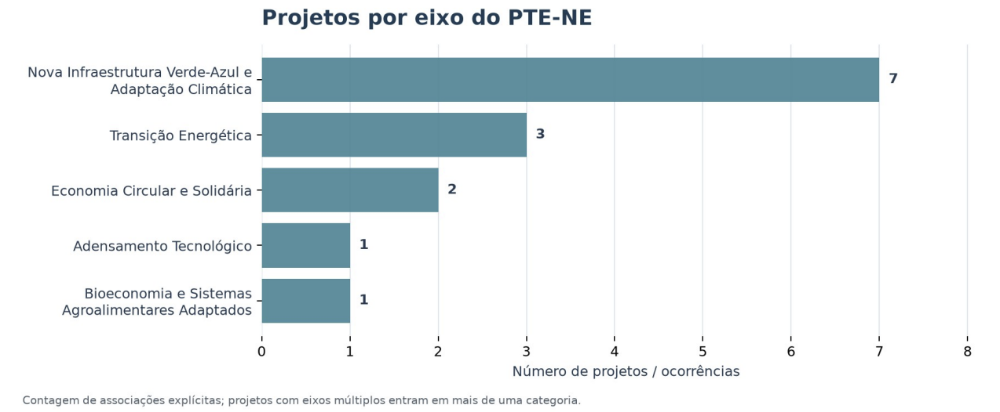 Projetos por eixo do PTE-NE
Nova Infraestrutura Verde-Azul e
Adaptação Climática
7
Transição Energética
3
Economia Circular e Solidária
2
Adensamento Tecnológico
1
Bioeconomia e Sistemas
Agroalimentares Adaptados
1
0 1 2 3 4 5 6 7 8
Número de projetos / ocorrências
Contagem de associações explícitas; projetos com eixos múltiplos entram em mais de uma categoria.